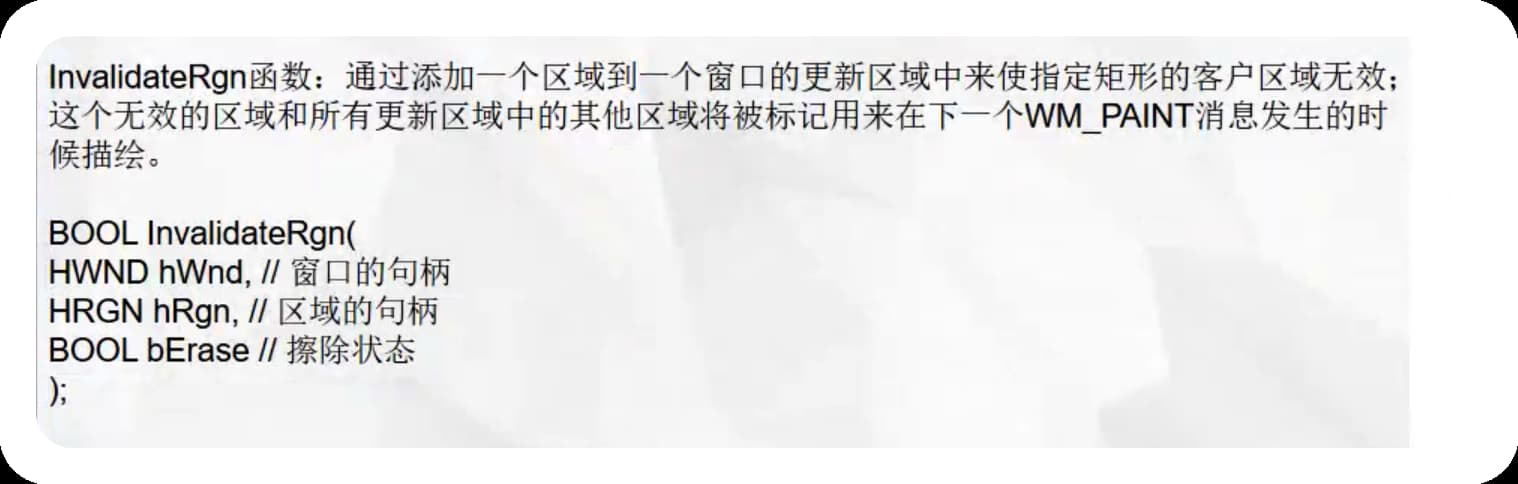 InvalidateRgn函数：通过添加一个区域到一个窗口的更新区域中来使指定矩形的客户区域无效；
这个无效的区域和所有更新区域中的其他区域将被标记用来在下一个WM_PAINT消息发生的时
候描绘。
BOOL InvalidateRgn(
HWND hWnd, // 窗口的句柄
HRGN hRgn, // 区域的句柄
BOOL bErase // 擦除状态
);